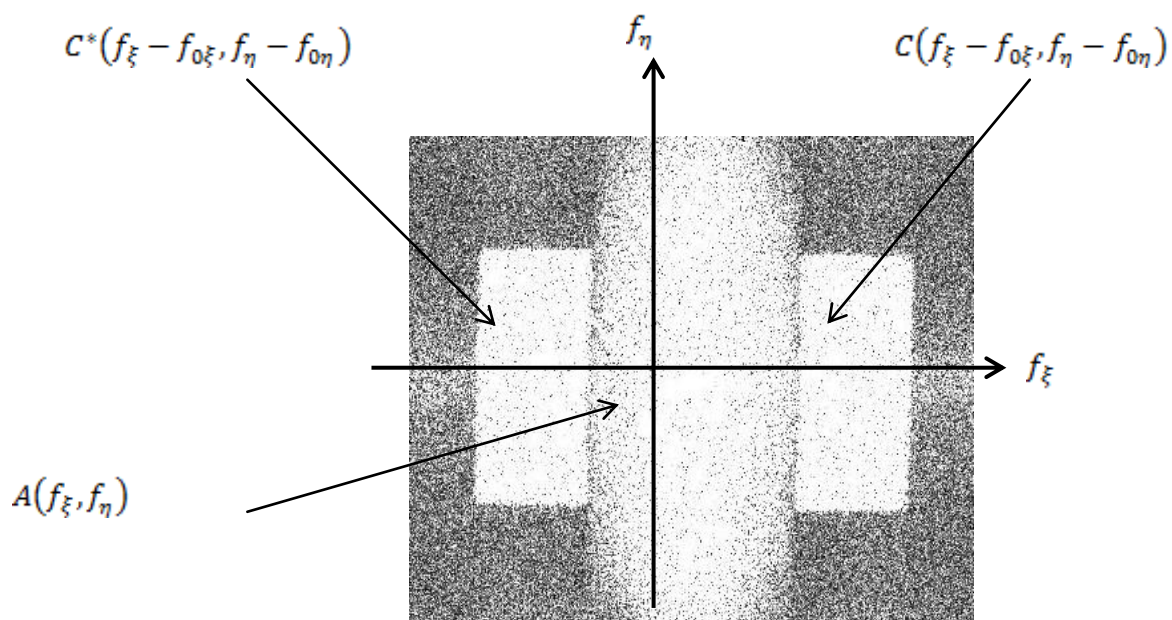 C*(f_ξ − f_0ξ, f_η − f_0η)
f_η
C(f_ξ − f_0ξ, f_η − f_0η)
f_ξ
A(f_ξ, f_η)